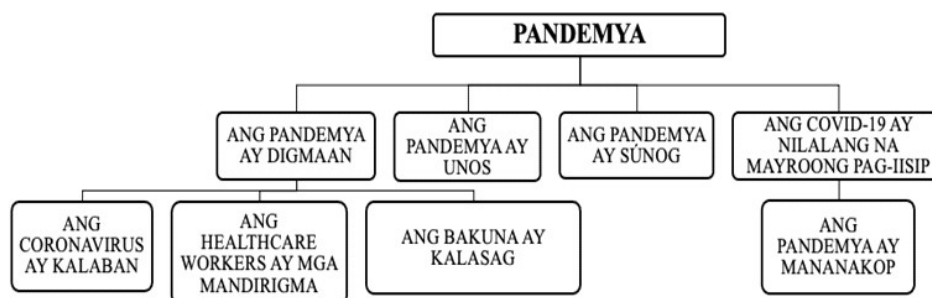 PANDEMYA
ANG PANDEMYA
AY DIGMAAN
ANG
PANDEMYA AY
UNOS
ANG PANDEMYA
AY SÚNOG
ANG COVID-19 AY
NILALANG NA
MAYROONG PAG-IISIP
ANG
CORONAVIRUS
AY KALABAN
ANG
HEALTHCARE
WORKERS AY MGA
MANDIRIGMA
ANG BAKUNA AY
KALASAG
ANG
PANDEMYA AY
MANANAKOP